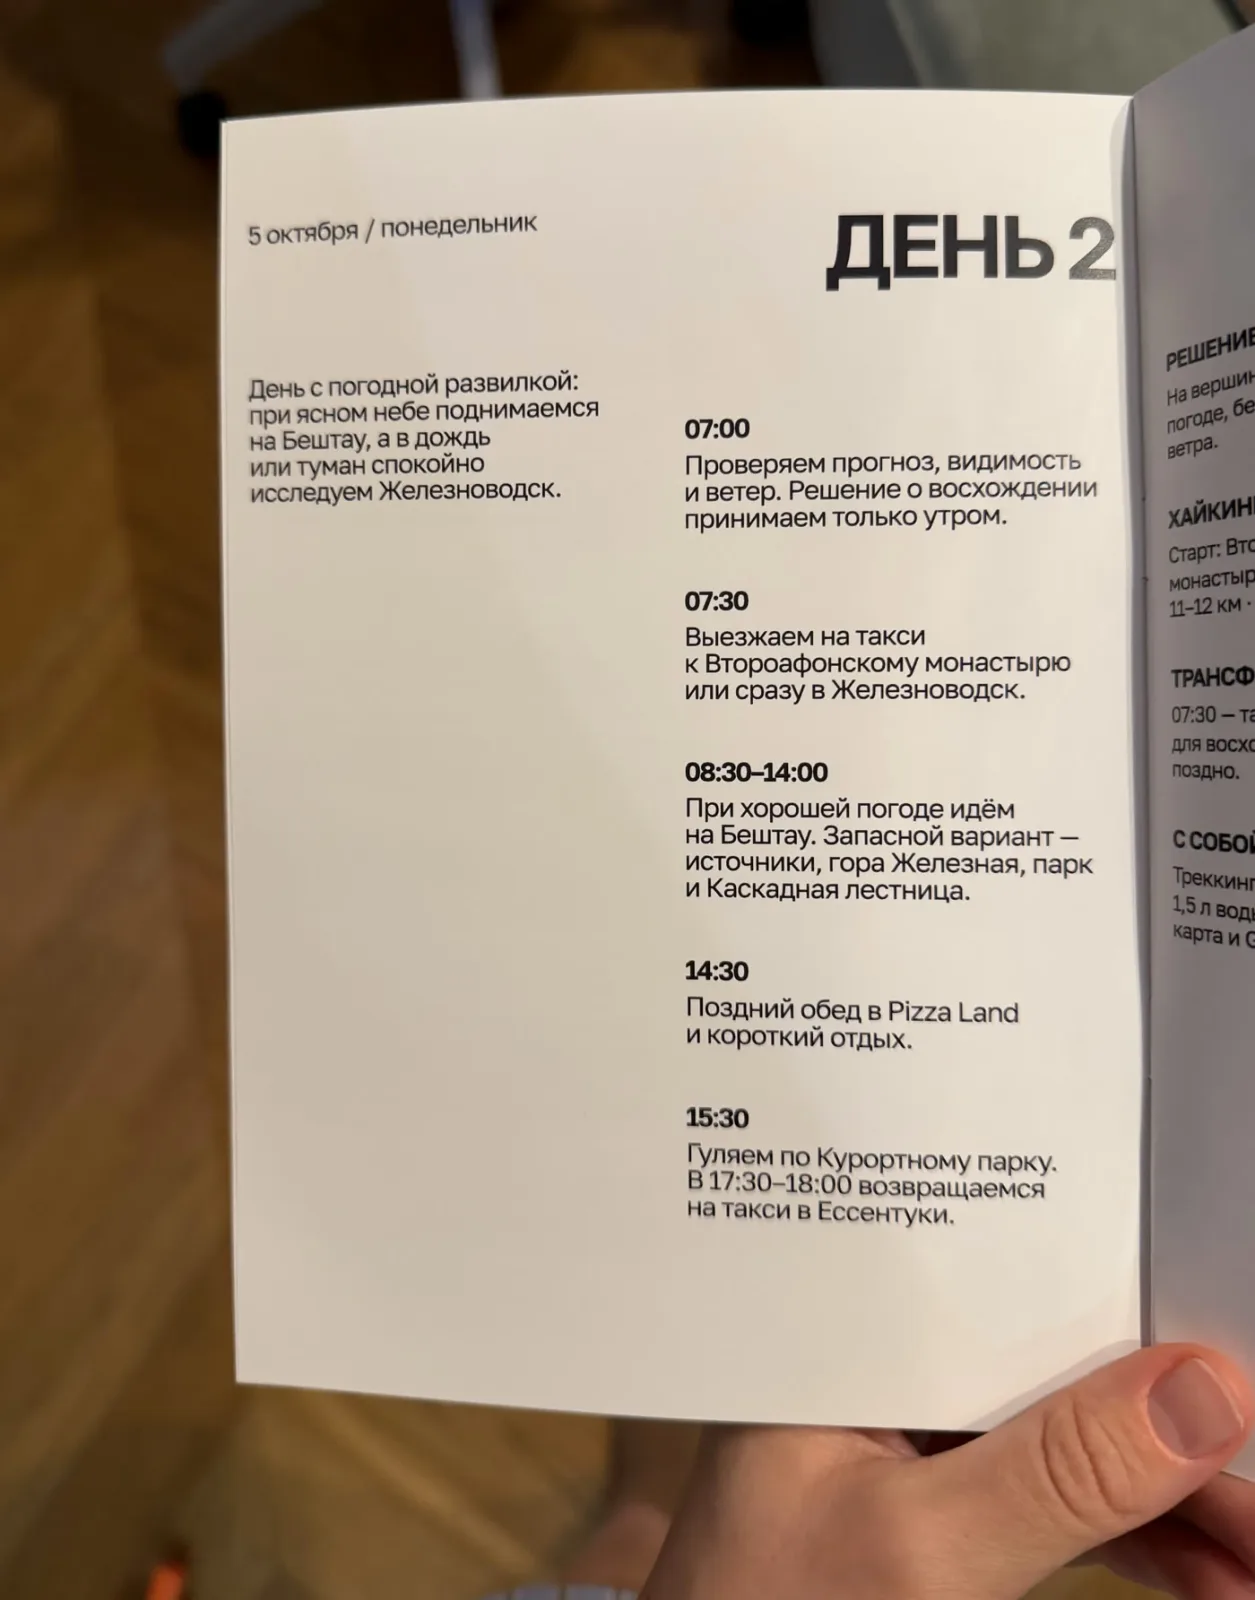 5 октября / понедельник
ДЕНЬ 2
День с погодной развилкой:
при ясном небе поднимаемся
на Бештау, а в дождь
или туман спокойно
исследуем Железноводск.
07:00
Проверяем прогноз, видимость
и ветер. Решение о восхождении
принимаем только утром.
07:30
Выезжаем на такси
к Второафонскому монастырю
или сразу в Железноводск.
08:30–14:00
При хорошей погоде идём
на Бештау. Запасной вариант —
источники, гора Железная, парк
и Каскадная лестница.
14:30
Поздний обед в Pizza Land
и короткий отдых.
15:30
Гуляем по Курортному парку.
В 17:30–18:00 возвращаемся
на такси в Ессентуки.
РЕШЕНИЕ
На
погоде,
ветра.
Старт:
11–12 км ·
07:30 —
для
поздно.
С СОБОЙ
1,5 л
карта и